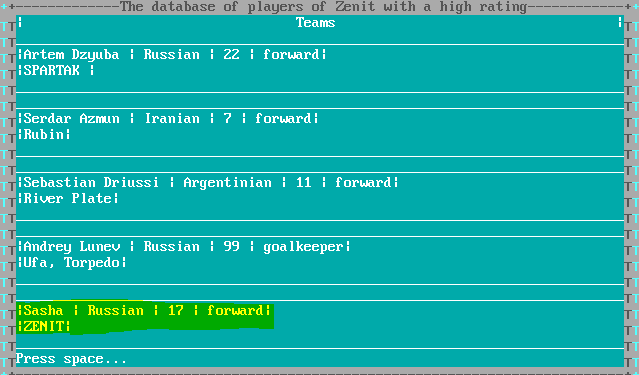 The database of players of Zenit with a high rating
| Teams |
|Artem Dzyuba | Russian | 22 | forward|
|SPARTAK |
|Serdar Azmun | Iranian | 7 | forward|
|Rubin|
|Sebastian Driussi | Argentinian | 11 | forward|
|River Plate|
|Andrey Lunev | Russian | 99 | goalkeeper|
|Ufa, Torpedo|
|Sasha | Russian | 17 | forward|
|ZENIT|
Press space...